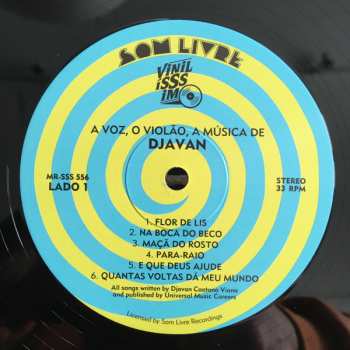 SOM LIVRE
VINIL
ISSS
IMO
A VOZ, O VIOLÃO, A MÚSICA DE
DJAVAN
MR-SSS 556
LADO 1
STEREO
33 RPM
1. FLOR DE LIS
2. NA BOCA DO BECO
3. MAÇÃ DO ROSTO
4. PARA-RAIO
5. E QUE DEUS AJUDE
6. QUANTAS VOLTAS DÁ MEU MUNDO
All songs written by Djavan Caetano Viana
and published by Universal Music Careers
Licensed by Som Livre Recordings